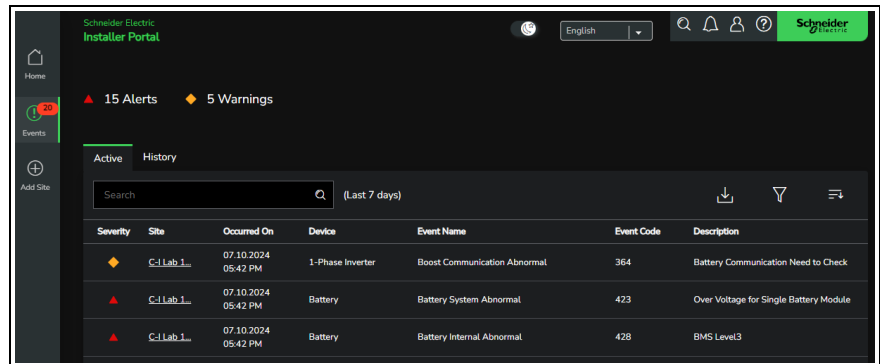 Schneider Electric
Installer Portal
English
Schneider
Electric
Home
15 Alerts
5 Warnings
20
Events
Active
History
Add Site
Search
(Last 7 days)
Severity Site Occurred On Device Event Name Event Code Description
C-I Lab 1... 07.10.2024 05:42 PM 1-Phase Inverter Boost Communication Abnormal 364 Battery Communication Need to Check
C-I Lab 1... 07.10.2024 05:42 PM Battery Battery System Abnormal 423 Over Voltage for Single Battery Module
C-I Lab 1... 07.10.2024 05:42 PM Battery Battery Internal Abnormal 428 BMS Level3